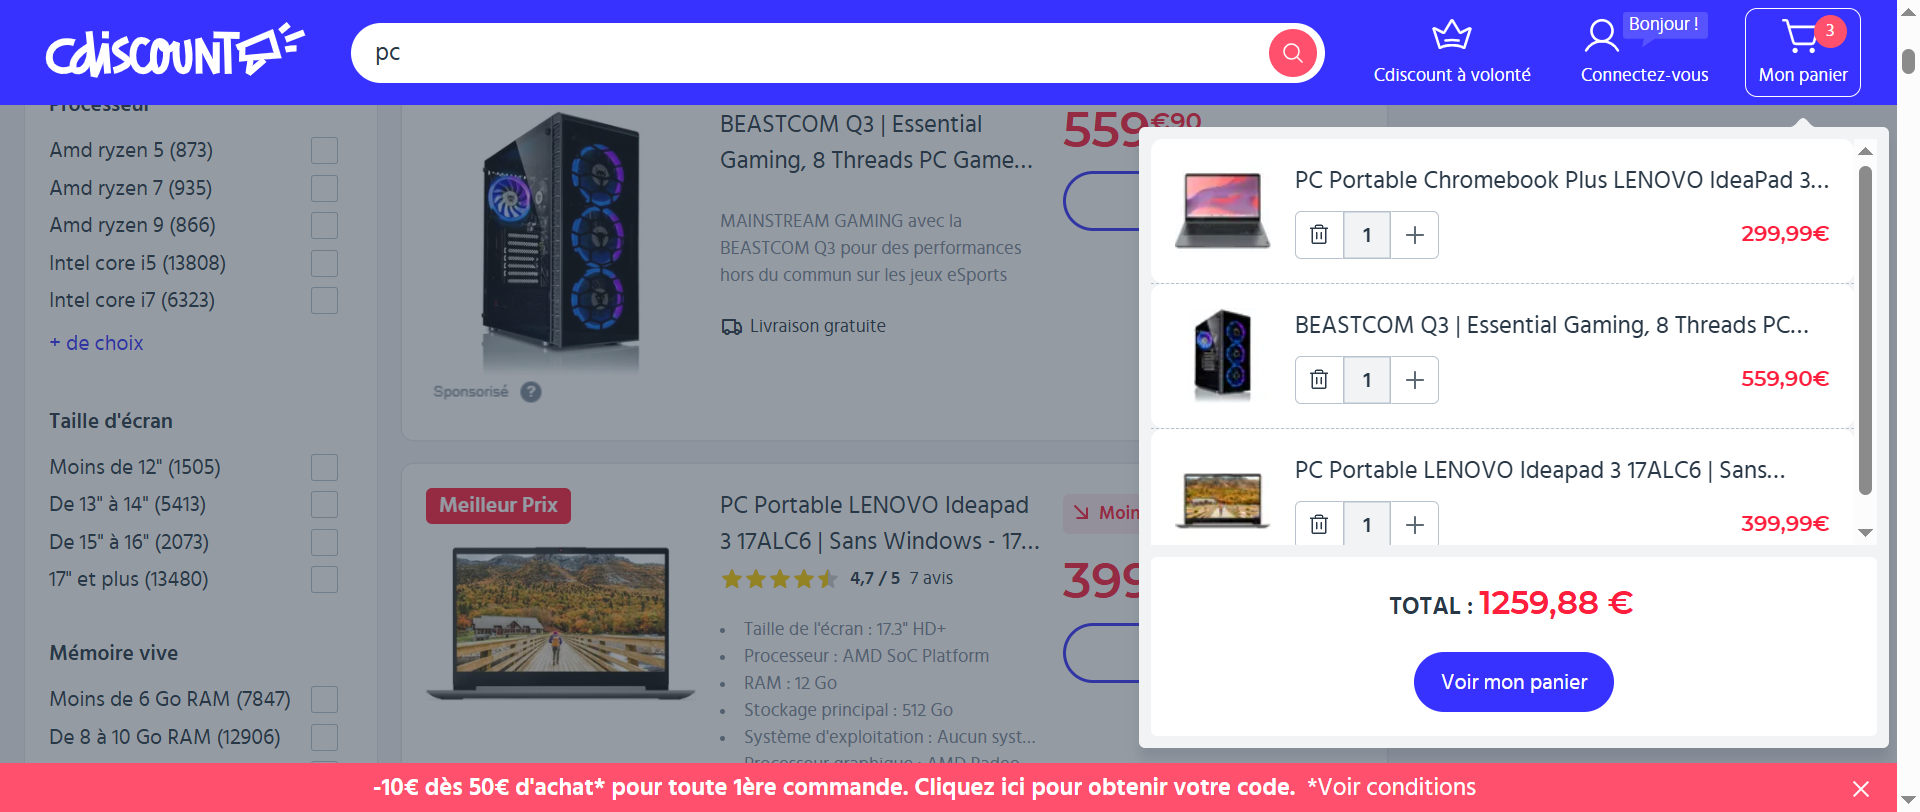 cdiscount
pc
Cdiscount à volonté
Bonjour !
Connectez-vous
3
Mon panier
Processeur
Amd ryzen 5 (873)
Amd ryzen 7 (935)
Amd ryzen 9 (866)
Intel core i5 (13808)
Intel core i7 (6323)
+ de choix
Taille d'écran
Moins de 12" (1505)
De 13" à 14" (5413)
De 15" à 16" (2073)
17" et plus (13480)
Mémoire vive
Moins de 6 Go RAM (7847)
De 8 à 10 Go RAM (12906)
BEASTCOM Q3 | Essential
Gaming, 8 Threads PC Game...
559€90
MAINSTREAM GAMING avec la
BEASTCOM Q3 pour des performances
hors du commun sur les jeux eSports
Livraison gratuite
Sponsorisé ?
Meilleur Prix
PC Portable LENOVO Ideapad
3 17ALC6 | Sans Windows - 17...
4,7 / 5 7 avis
Moin
399
• Taille de l'écran : 17.3" HD+
• Processeur : AMD SoC Platform
• RAM : 12 Go
• Stockage principal : 512 Go
• Système d'exploitation : Aucun syst...
Processeur graphique : AMD Radeo
PC Portable Chromebook Plus LENOVO IdeaPad 3...
1
299,99€
BEASTCOM Q3 | Essential Gaming, 8 Threads PC...
1
559,90€
PC Portable LENOVO Ideapad 3 17ALC6 | Sans...
1
399,99€
TOTAL : 1259,88 €
Voir mon panier
-10€ dès 50€ d'achat* pour toute 1ère commande. Cliquez ici pour obtenir votre code. *Voir conditions